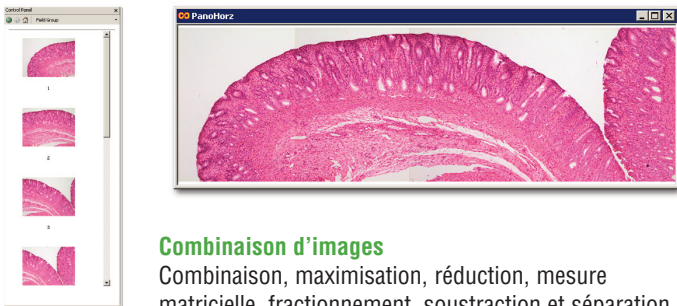 Control Panel
Field Group
1
2
3
PanoHorz
Combinaison d'images
Combinaison, maximisation, réduction, mesure
matricielle, fractionnement, soustraction et séparation